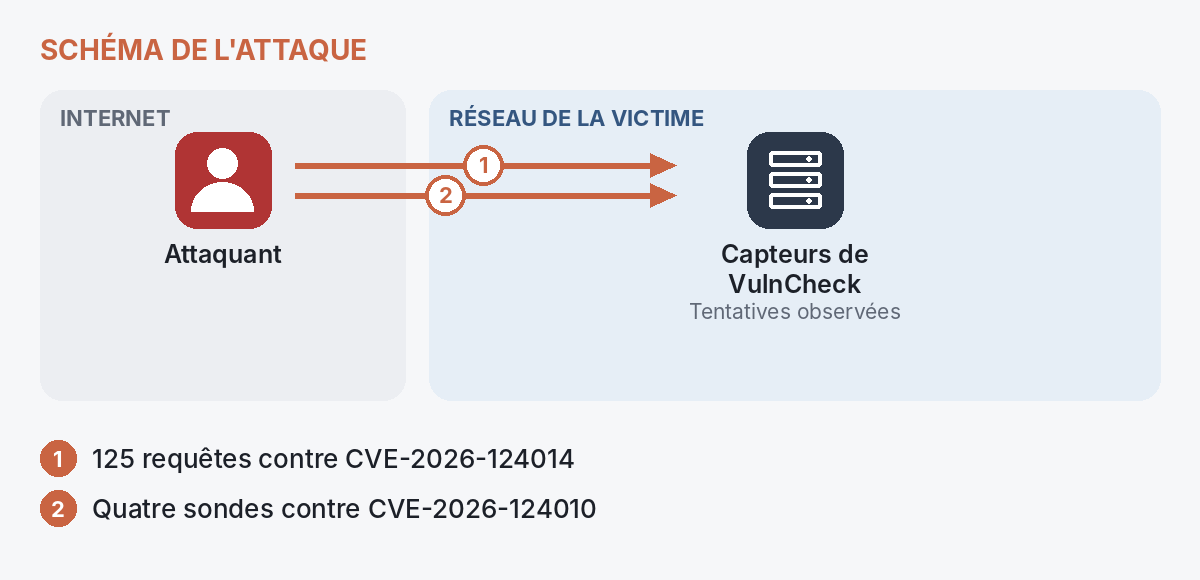 SCHÉMA DE L'ATTAQUE
INTERNET
RÉSEAU DE LA VICTIME
1
2
Attaquant
Capteurs de
VulnCheck
Tentatives observées
1 125 requêtes contre CVE-2026-124014
2 Quatre sondes contre CVE-2026-124010